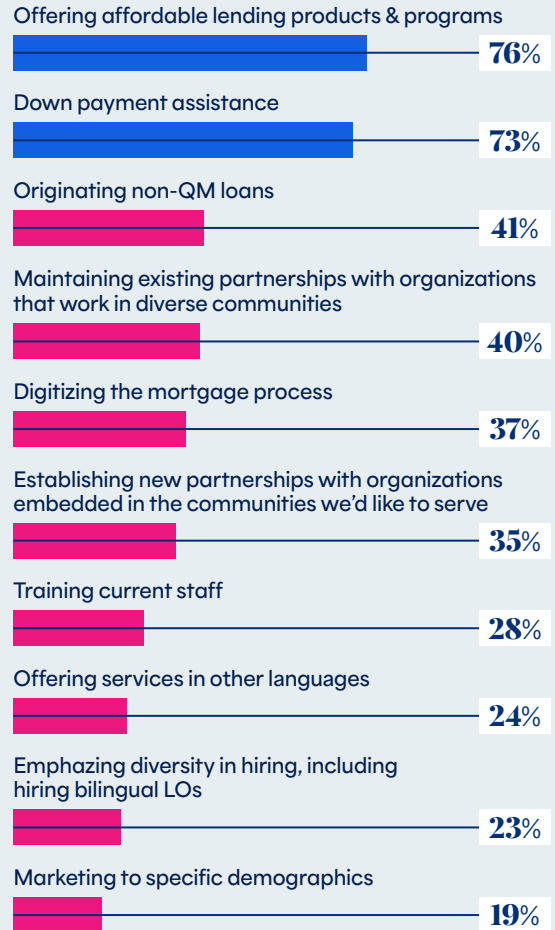 Offering affordable lending products & programs
76%
Down payment assistance
73%
Originating non-QM loans
41%
Maintaining existing partnerships with organizations
that work in diverse communities
40%
Digitizing the mortgage process
37%
Establishing new partnerships with organizations
embedded in the communities we’d like to serve
35%
Training current staff
28%
Offering services in other languages
24%
Emphazing diversity in hiring, including
hiring bilingual LOs
23%
Marketing to specific demographics
19%